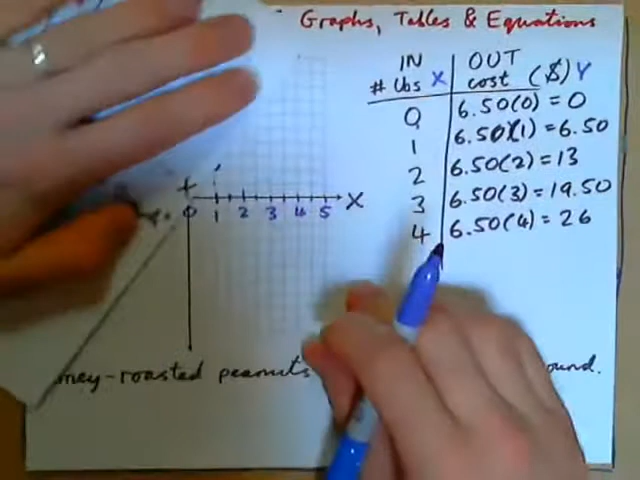 Graphs, Tables & Equations
IN OUT
# lbs X cost ($) Y
0 6.50(0) = 0
1 6.50(1) = 6.50
2 6.50(2) = 13
3 6.50(3) = 19.50
4 6.50(4) = 26
0 1 2 3 4 5 X
ney-roasted peanuts ound.